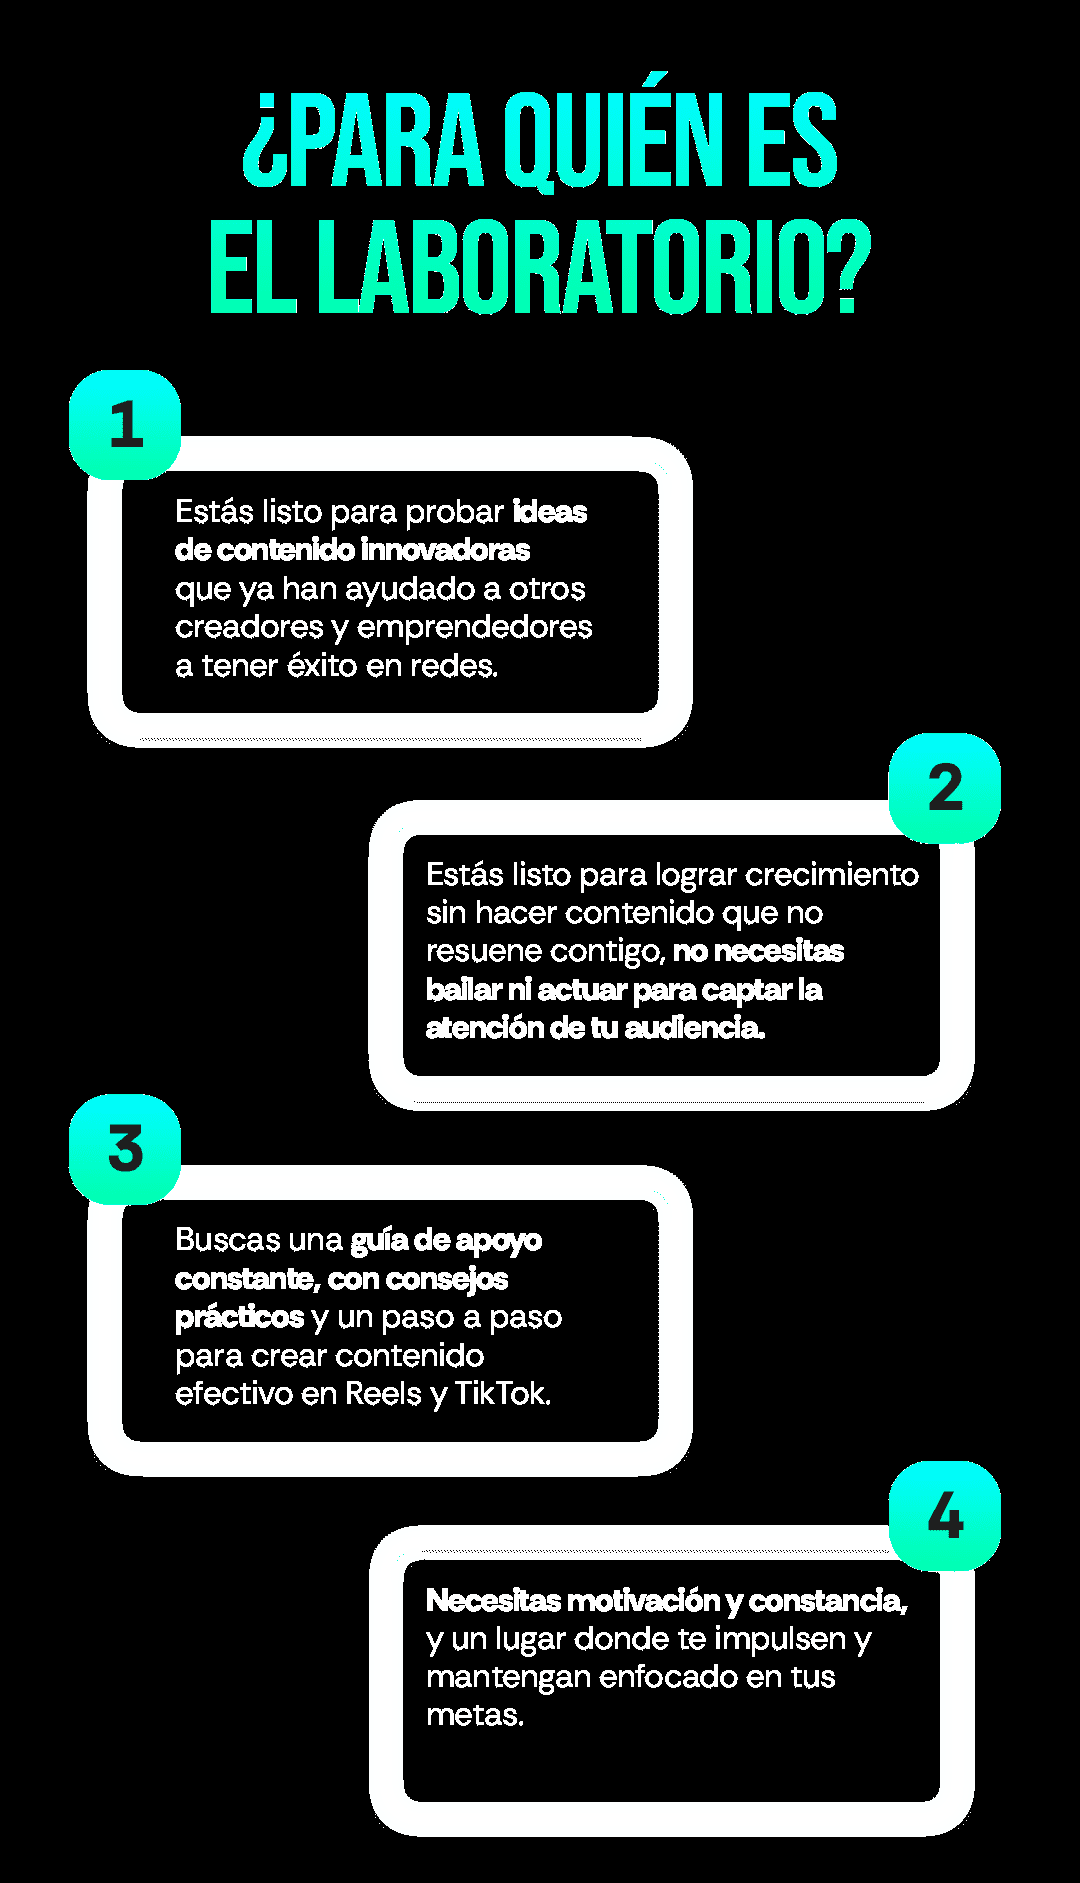 ¿PARA QUIÉN ES
EL LABORATORIO?
1
Estás listo para probar ideas
de contenido innovadoras
que ya han ayudado a otros
creadores y emprendedores
a tener éxito en redes.
2
Estás listo para lograr crecimiento
sin hacer contenido que no
resuene contigo, no necesitas
bailar ni actuar para captar la
atención de tu audiencia.
3
Buscas una guía de apoyo
constante, con consejos
prácticos y un paso a paso
para crear contenido
efectivo en Reels y TikTok.
4
Necesitas motivación y constancia,
y un lugar donde te impulsen y
mantengan enfocado en tus
metas.